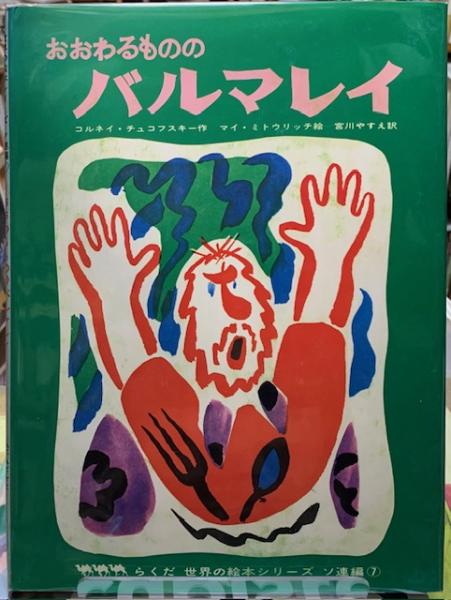 おおわるものの
バルマレイ
コルネイ・チュコフスキー作 マイ・ミトウリッチ絵 宮川やすえ訳
らくだ 世界の絵本シリーズ ソ連編⑦